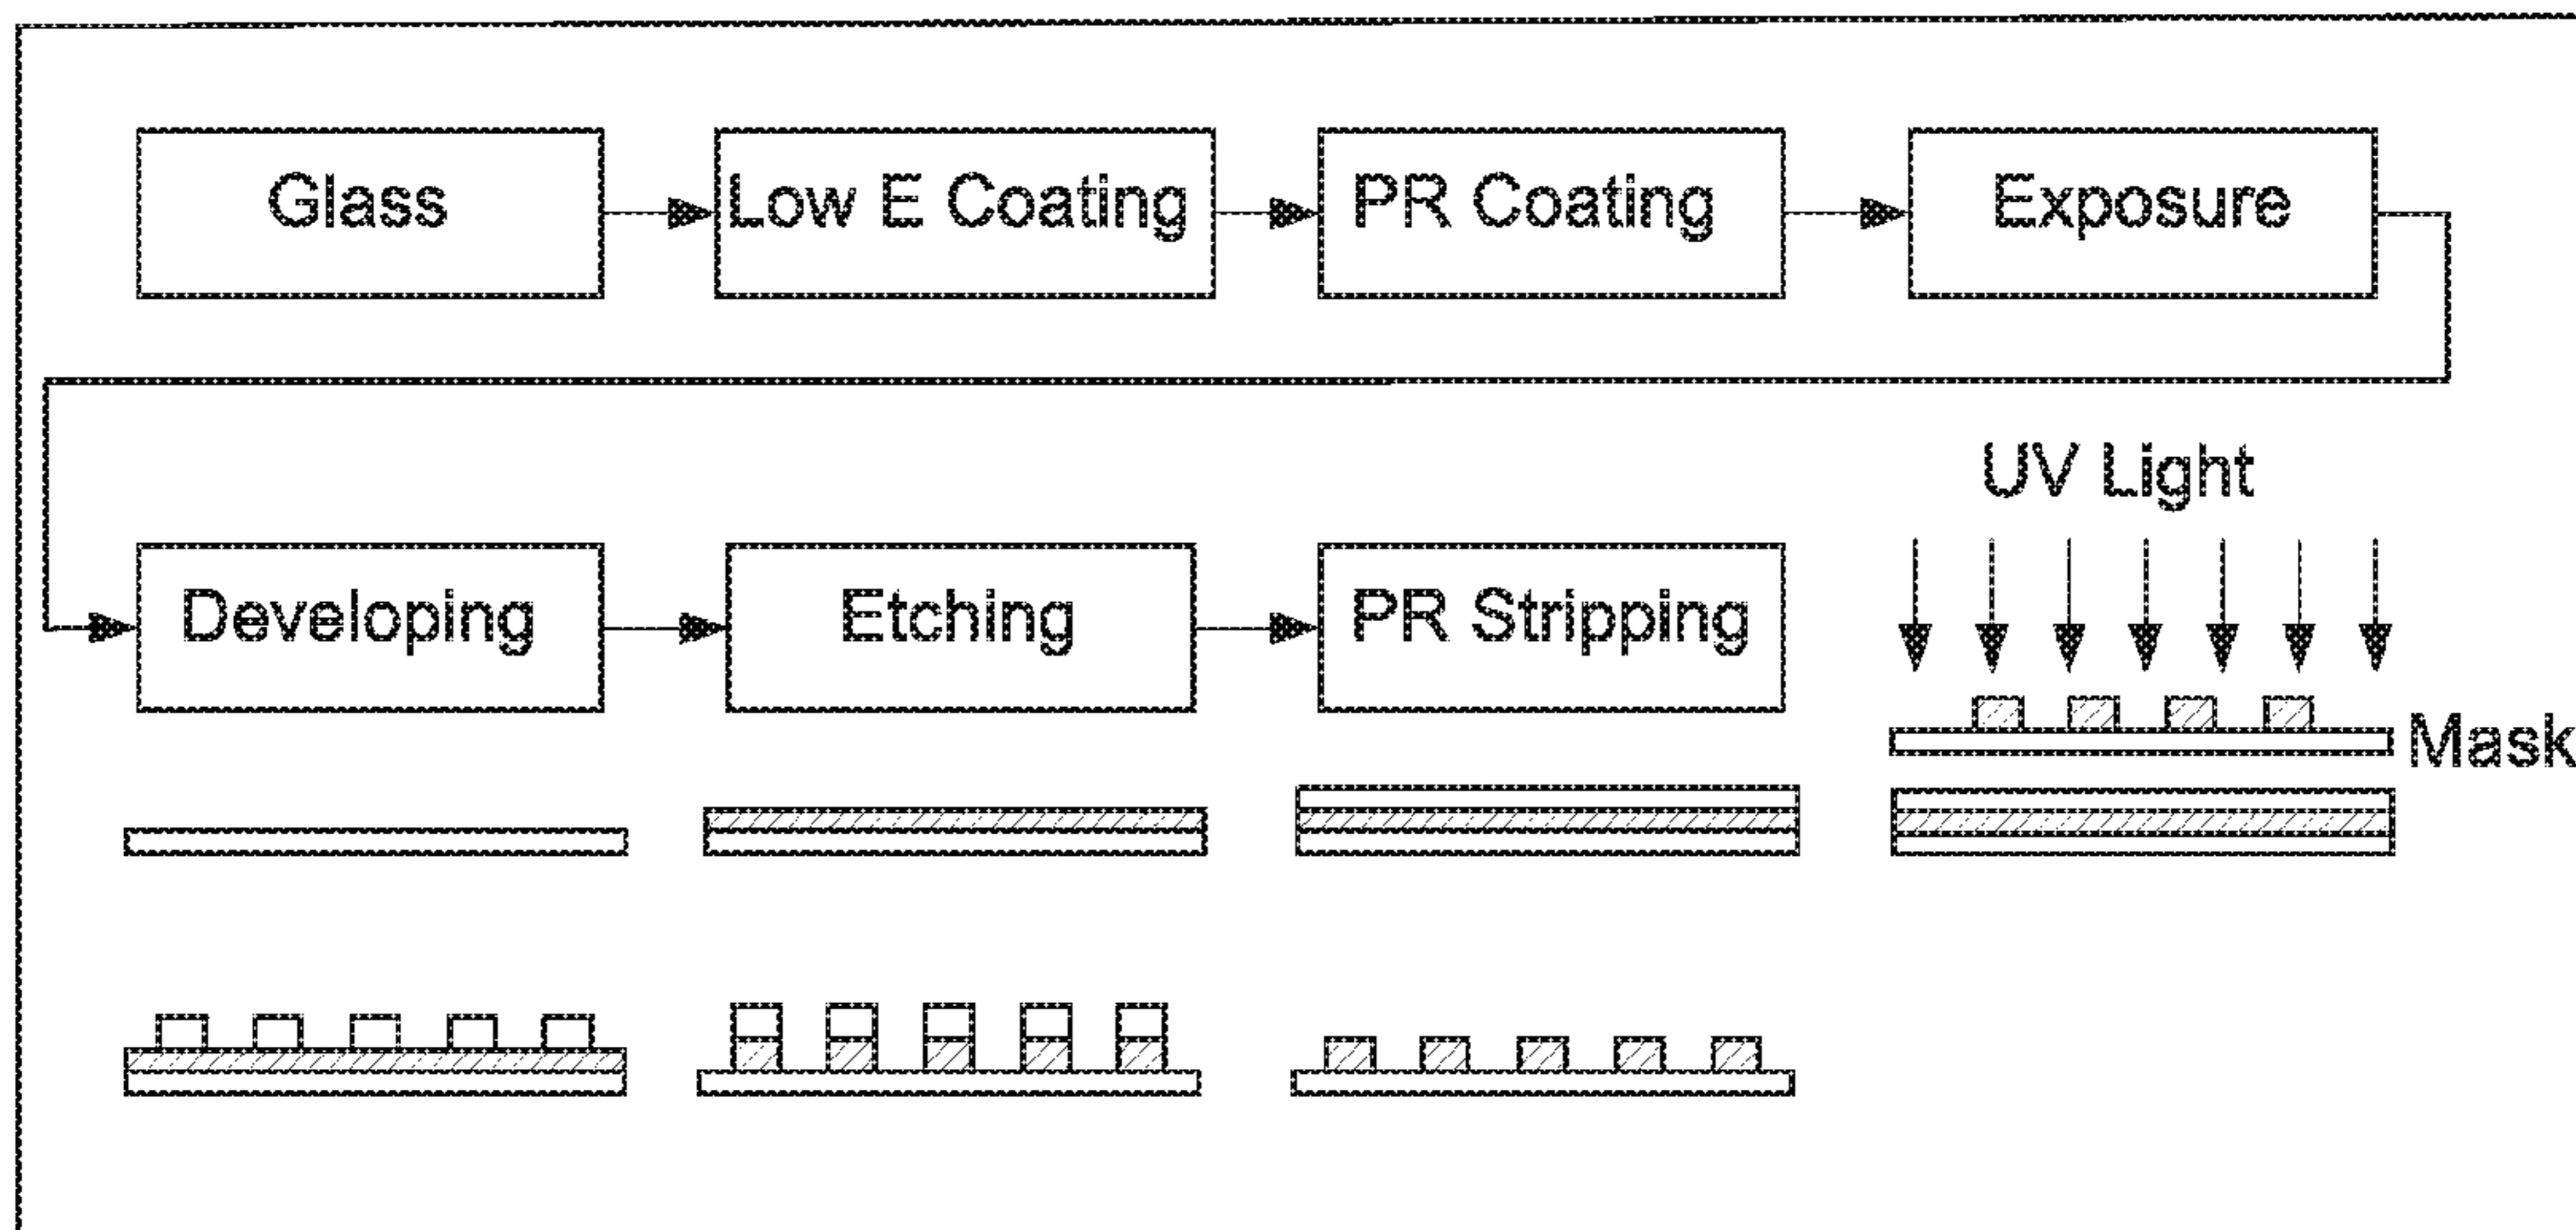 Glass
Low E Coating
PR Coating
Exposure
UV Light
Developing
Etching
PR Stripping
Mask